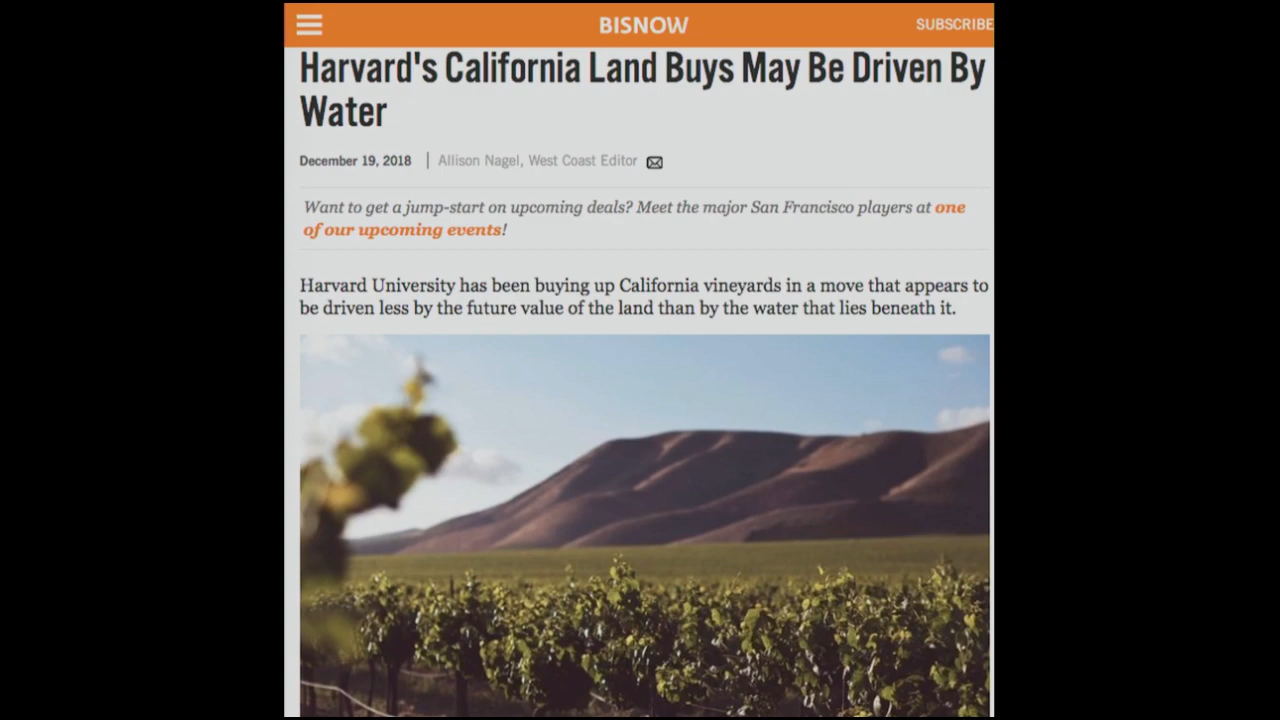 BISNOW
SUBSCRIBE
Harvard's California Land Buys May Be Driven By
Water
December 19, 2018 | Allison Nagel, West Coast Editor
Want to get a jump-start on upcoming deals? Meet the major San Francisco players at one
of our upcoming events!
Harvard University has been buying up California vineyards in a move that appears to
be driven less by the future value of the land than by the water that lies beneath it.